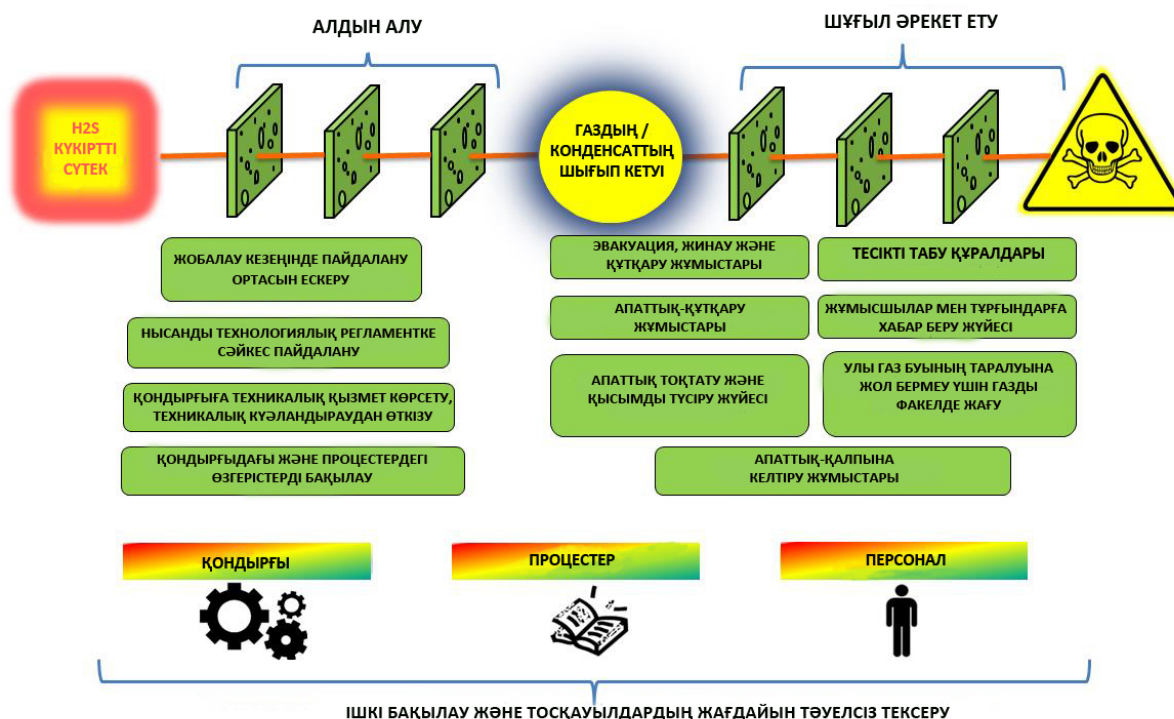 АЛДЫН АЛУ
ШҰҒЫЛ ӘРЕКЕТ ЕТУ
H2S
КҮКІРТТІ
СУТЕК
ГАЗДЫҢ /
КОНДЕНСАТТЫҢ
ШЫҒЫП КЕТУІ
ЖОБАЛАУ КЕЗЕҢІНДЕ ПАЙДАЛАНУ
ОРТАСЫН ЕСКЕРУ
НЫСАНДЫ ТЕХНОЛОГИЯЛЫҚ РЕГЛАМЕНТКЕ
СӘЙКЕС ПАЙДАЛАНУ
ҚОНДЫРҒЫҒА ТЕХНИКАЛЫҚ ҚЫЗМЕТ КӨРСЕТУ,
ТЕХНИКАЛЫҚ КУӘЛАНДЫРАУДАН ӨТКІЗУ
ҚОНДЫРҒЫДАҒЫ ЖӘНЕ ПРОЦЕСТЕРДЕГІ
ӨЗГЕРІСТЕРДІ БАҚЫЛАУ
ЭВАКУАЦИЯ, ЖИНАУ ЖӘНЕ
ҚҰТҚАРУ ЖҰМЫСТАРЫ
ТЕСІКТІ ТАБУ ҚҰРАЛДАРЫ
АПАТТЫҚ-ҚҰТҚАРУ
ЖҰМЫСТАРЫ
ЖҰМЫСШЫЛАР МЕН ТҰРҒЫНДАРҒА
ХАБАР БЕРУ ЖҮЙЕСІ
АПАТТЫҚ ТОҚТАТУ ЖӘНЕ
ҚЫСЫМДЫ ТҮСІРУ ЖҮЙЕСІ
УЛЫ ГАЗ БУЫНЫҢ ТАРАЛУЫНА
ЖОЛ БЕРМЕУ ҮШІН ГАЗДЫ
ФАКЕЛДЕ ЖАҒУ
АПАТТЫҚ-ҚАЛПЫНА
КЕЛТІРУ ЖҰМЫСТАРЫ
ҚОНДЫРҒЫ
ПРОЦЕСТЕР
ПЕРСОНАЛ
ІШКІ БАҚЫЛАУ ЖӘНЕ ТОСҚАУЫЛДАРДЫҢ ЖАҒДАЙЫН ТӘУЕЛСІЗ ТЕКСЕРУ